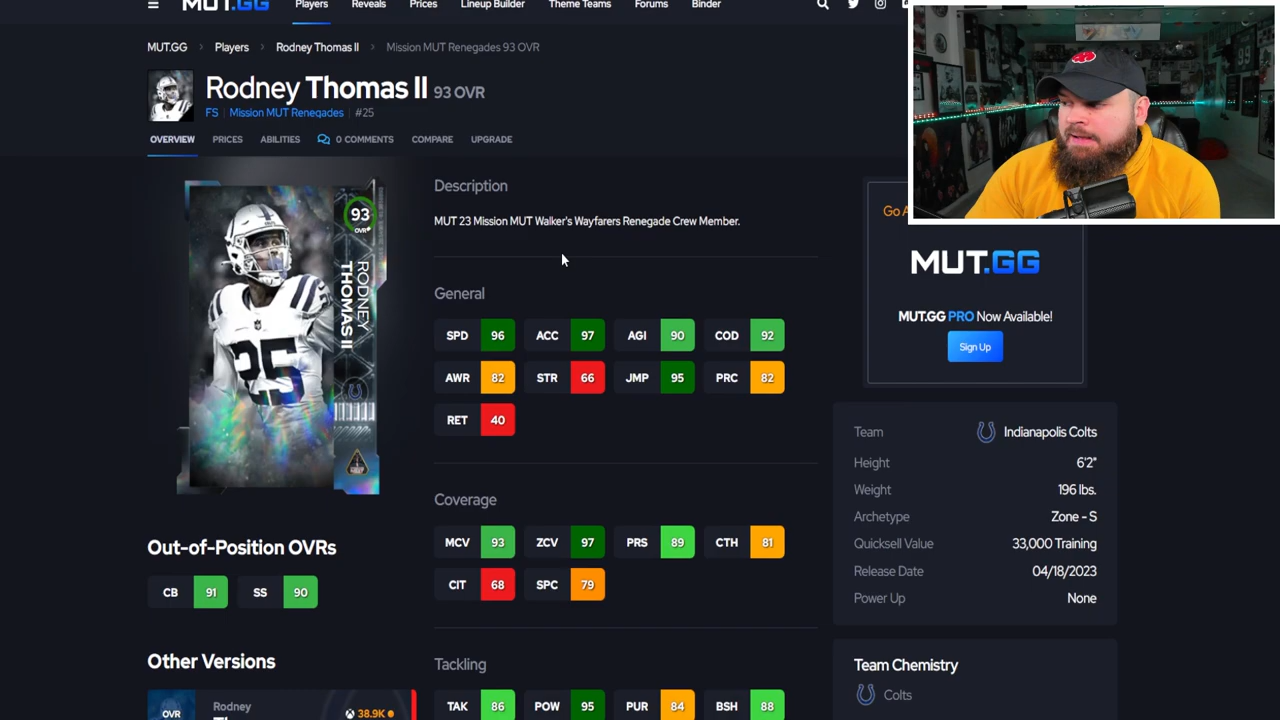 MUT.GG Players Reveals Prices Lineup Builder Theme Teams Forums Binder
MUT.GG > Players > Rodney Thomas II > Mission MUT Renegades 93 OVR
Rodney Thomas II 93 OVR
FS | Mission MUT Renegades | #25
OVERVIEW PRICES ABILITIES 0 COMMENTS COMPARE UPGRADE
93
OVR
RODNEY
THOMAS II
25
Description
MUT 23 Mission MUT Walker's Wayfarers Renegade Crew Member.
General
SPD 96 ACC 97 AGI 90 COD 92
AWR 82 STR 66 JMP 95 PRC 82
RET 40
Coverage
MCV 93 ZCV 97 PRS 89 CTH 81
CIT 68 SPC 79
Tackling
TAK 86 POW 95 PUR 84 BSH 88
Out-of-Position OVRs
CB 91 SS 90
Other Versions
OVR Rodney 38.9K
Go A
MUT.GG
MUT.GG PRO Now Available!
Sign Up
Team Indianapolis Colts
Height 6'2"
Weight 196 lbs.
Archetype Zone - S
Quicksell Value 33,000 Training
Release Date 04/18/2023
Power Up None
Team Chemistry
Colts
99